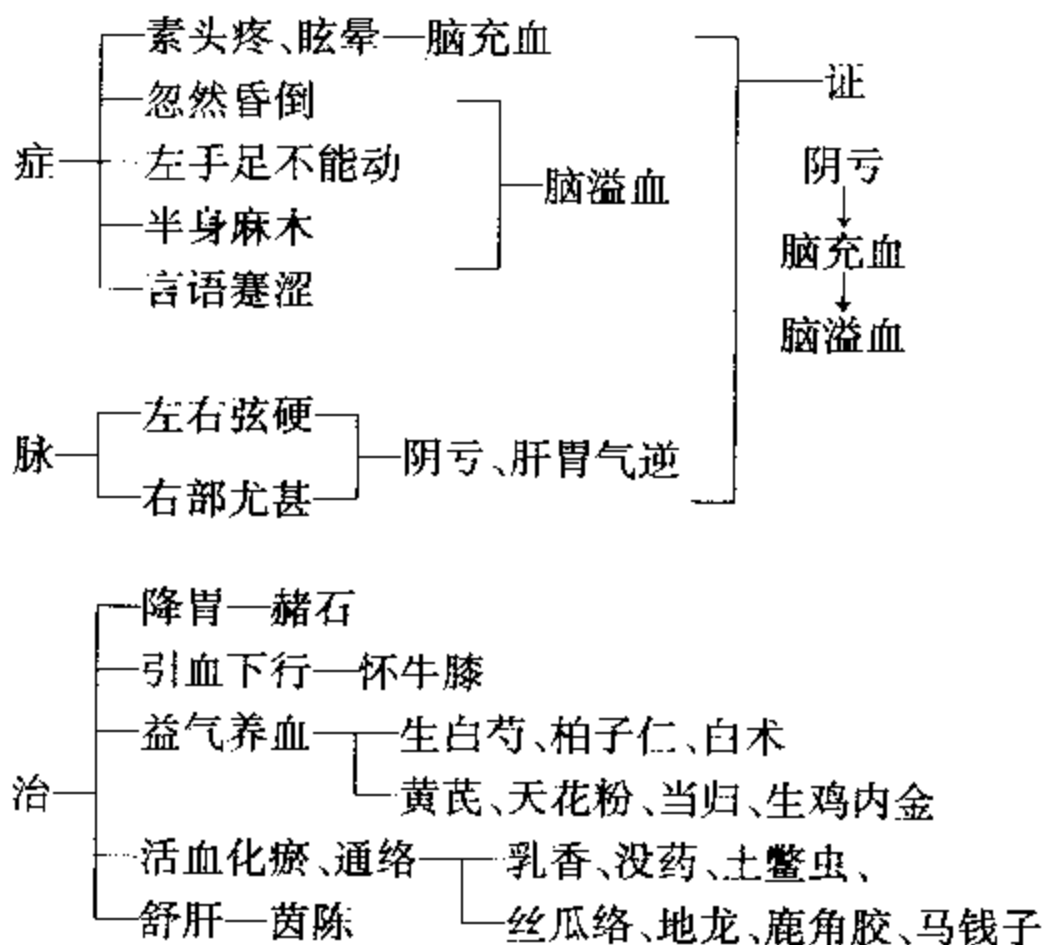 症
素头疼、眩晕—脑充血
忽然昏倒
左手足不能动
半身麻木
言语蹇涩
脑溢血
证
阴亏
脑充血
脑溢血
脉
左右弦硬
右部尤甚
阴亏、肝胃气逆
治
降胃—赭石
引血下行—怀牛膝
益气养血—生白芍、柏子仁、白术
黄芪、天花粉、当归、生鸡内金
活血化瘀、通络—乳香、没药、土鳖虫、
丝瓜络、地龙、鹿角胶、马钱子
舒肝—茵陈